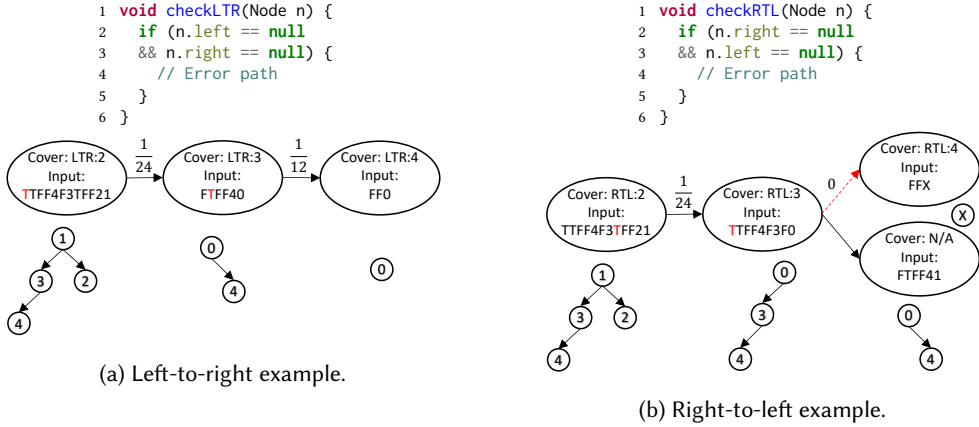 1 void checkLTR(Node n) {
2 if (n.left == null
3 && n.right == null) {
4 // Error path
5 }
6 }
Cover: LTR:2
Input:
TTFF4F3TFF21
1
24
Cover: LTR:3
Input:
FTFF40
1
12
Cover: LTR:4
Input:
FF0
1
3
2
4
0
4
0
(a) Left-to-right example.
1 void checkRTL(Node n) {
2 if (n.right == null
3 && n.left == null) {
4 // Error path
5 }
6 }
Cover: RTL:2
Input:
TTFF4F3TFF21
1
24
Cover: RTL:3
Input:
TTFF4F3F0
0
Cover: RTL:4
Input:
FFX
X
Cover: N/A
Input:
FTFF41
1
3
2
4
0
3
4
0
4
(b) Right-to-left example.